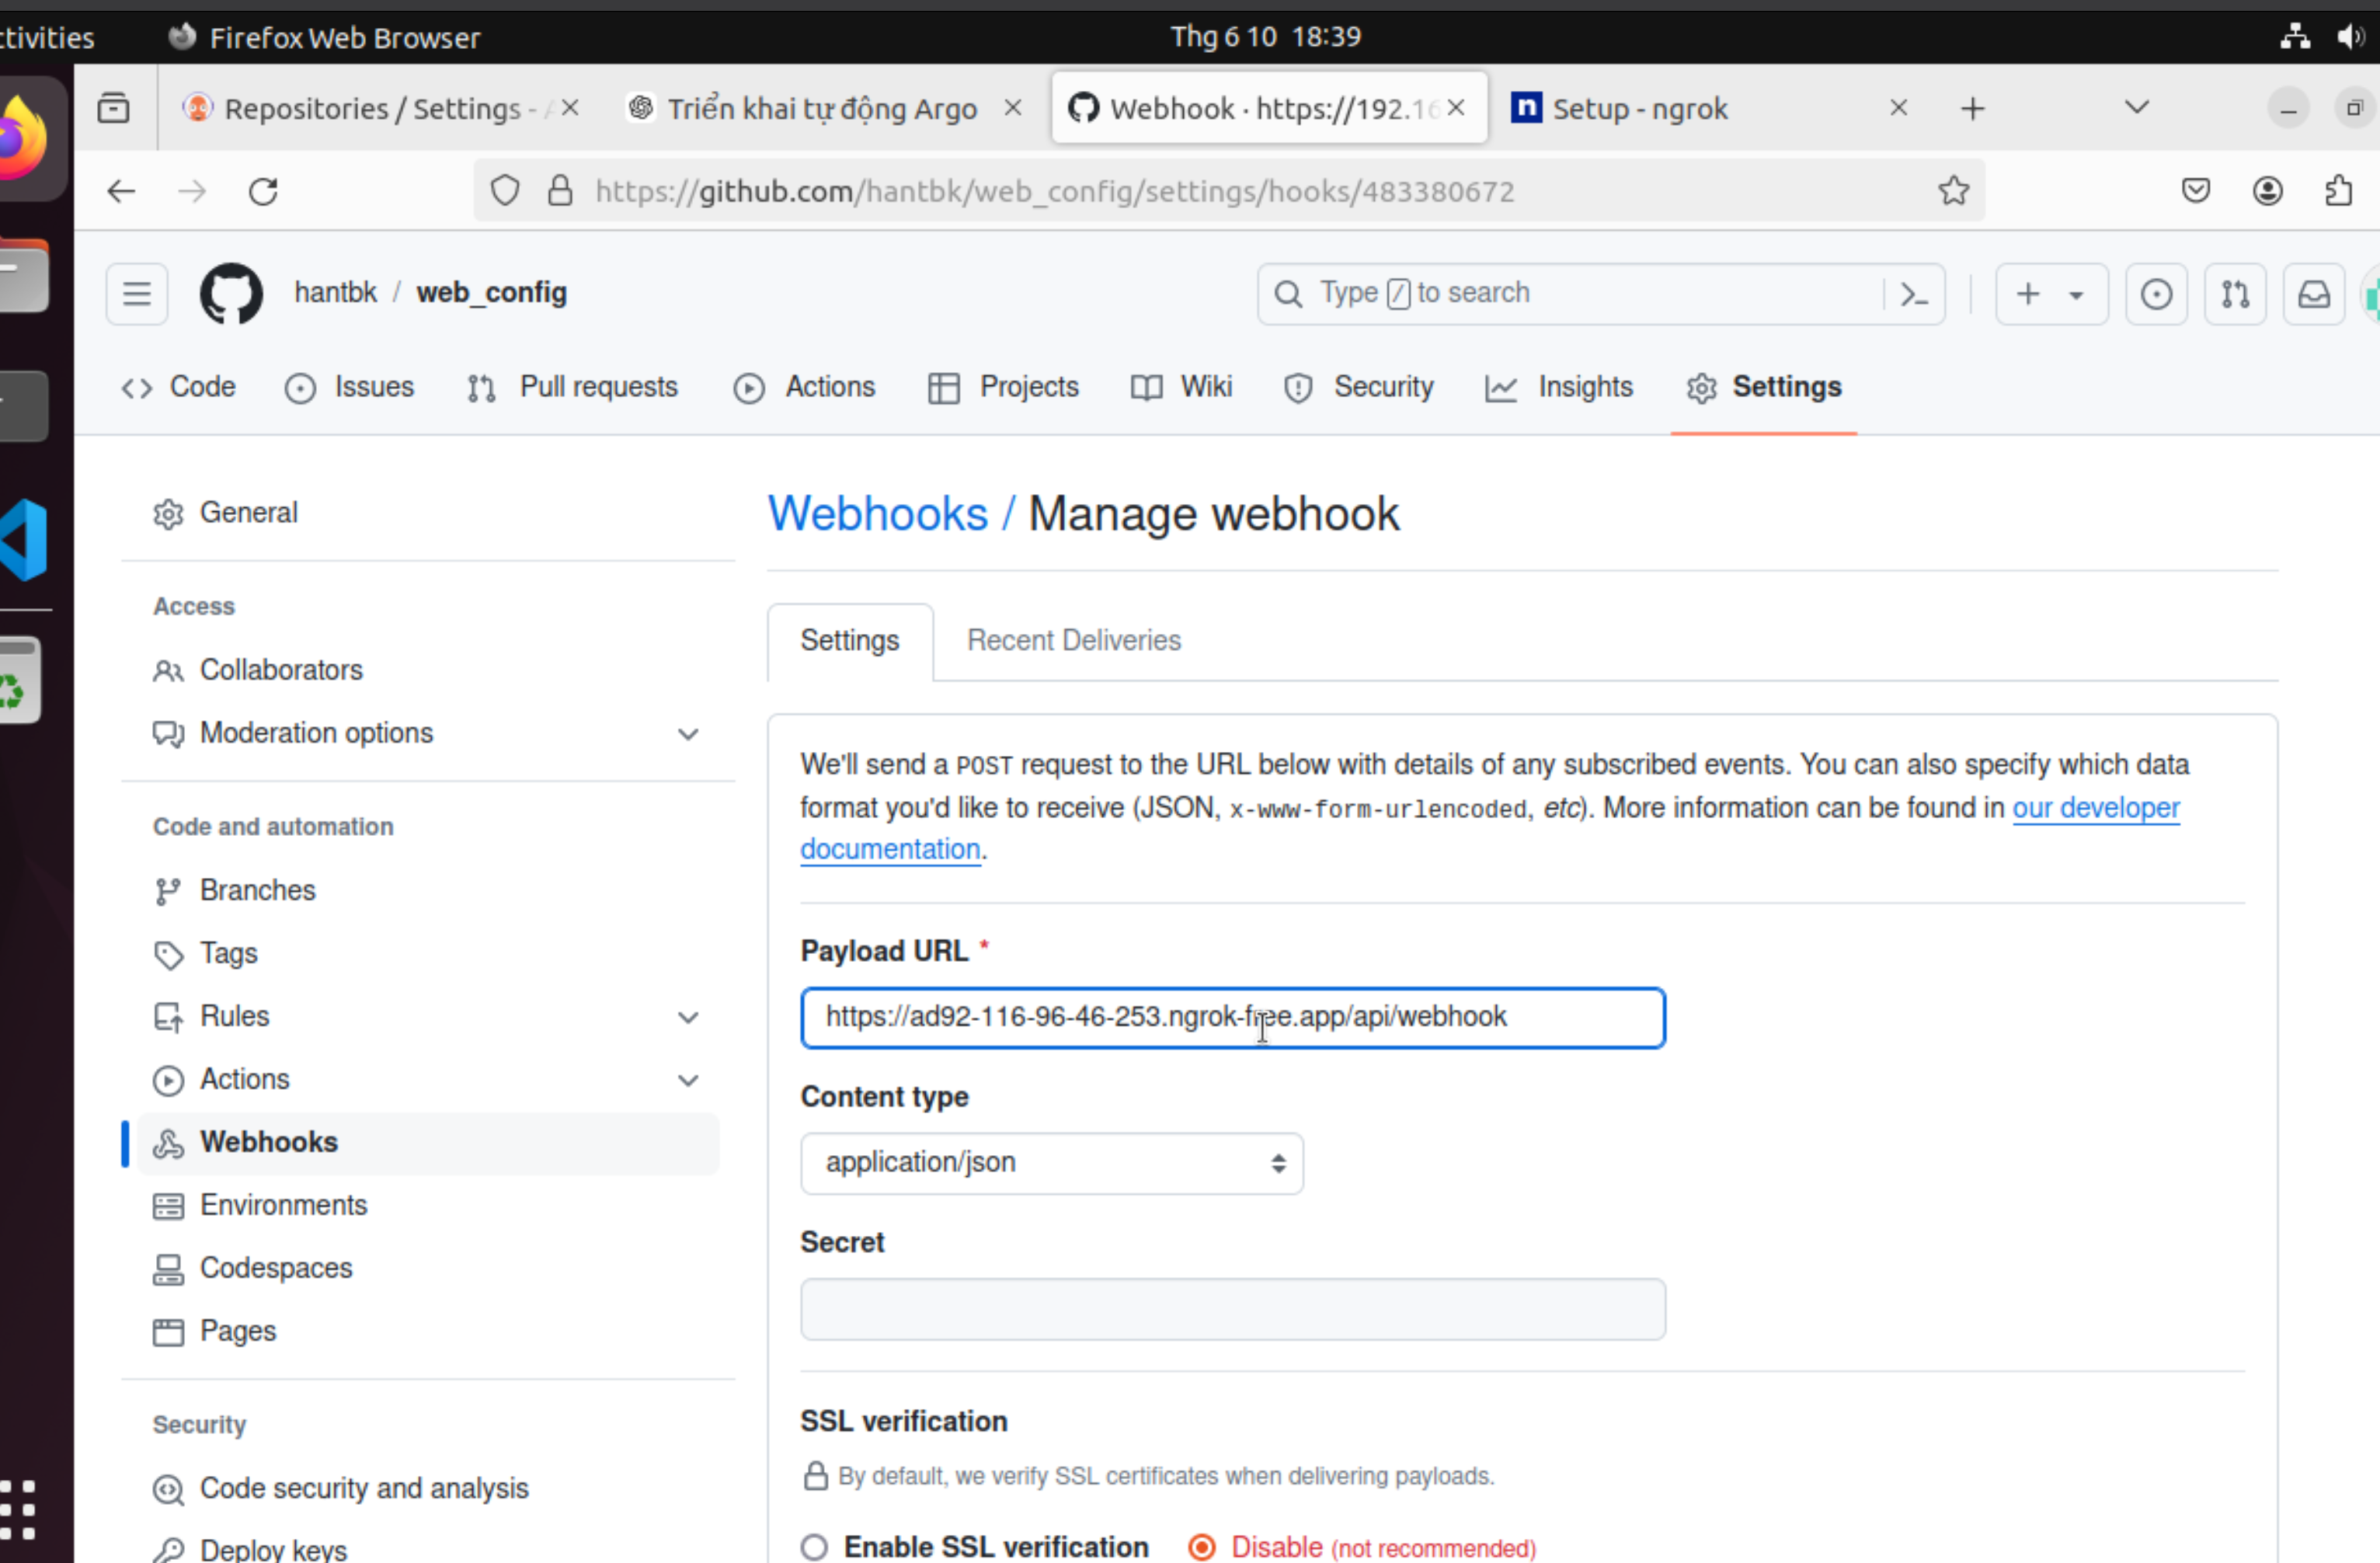 ctivities
Firefox Web Browser
Thg 6 10 18:39
Repositories / Settings -
Triển khai tự động Argo
Webhook · https://192.16
Setup - ngrok
https://github.com/hantbk/web_config/settings/hooks/483380672
hantbk / web_config
Type / to search
Code
Issues
Pull requests
Actions
Projects
Wiki
Security
Insights
Settings
General
Access
Collaborators
Moderation options
Code and automation
Branches
Tags
Rules
Actions
Webhooks
Environments
Codespaces
Pages
Security
Code security and analysis
Deploy keys
Webhooks / Manage webhook
Settings
Recent Deliveries
We'll send a POST request to the URL below with details of any subscribed events. You can also specify which data
format you'd like to receive (JSON, x-www-form-urlencoded, etc). More information can be found in our developer
documentation.
Payload URL *
https://ad92-116-96-46-253.ngrok-free.app/api/webhook
Content type
application/json
Secret
SSL verification
By default, we verify SSL certificates when delivering payloads.
Enable SSL verification
Disable (not recommended)